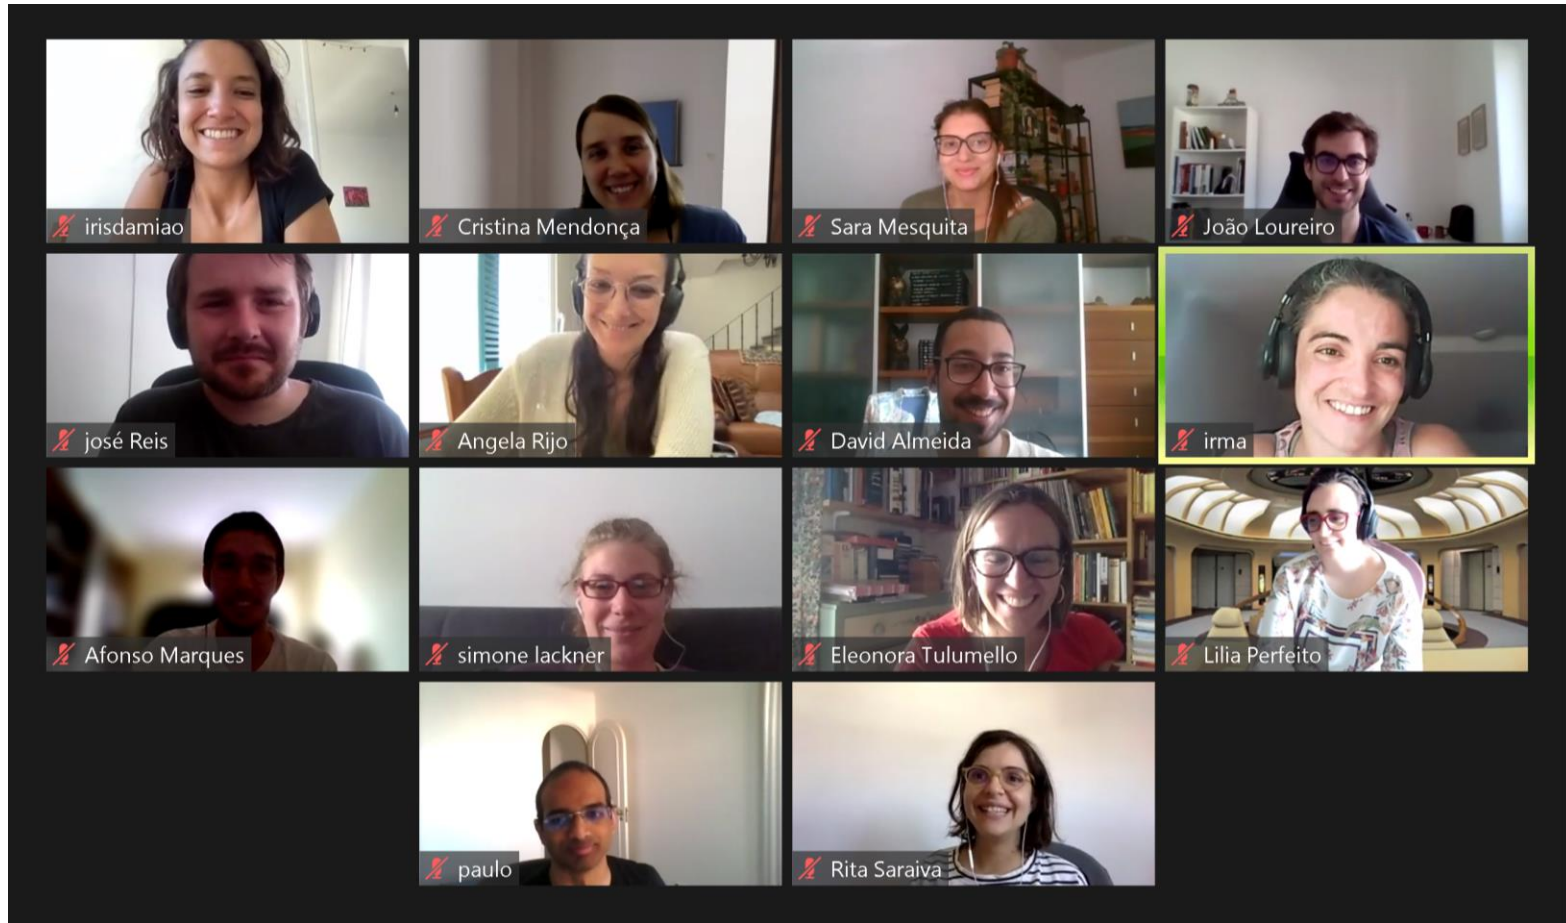 irisdamiao
Cristina Mendonça
Sara Mesquita
João Loureiro
josé Reis
Angela Rijo
David Almeida
irma
Afonso Marques
simone lackner
Eleonora Tulumello
Lilia Perfeito
paulo
Rita Saraiva